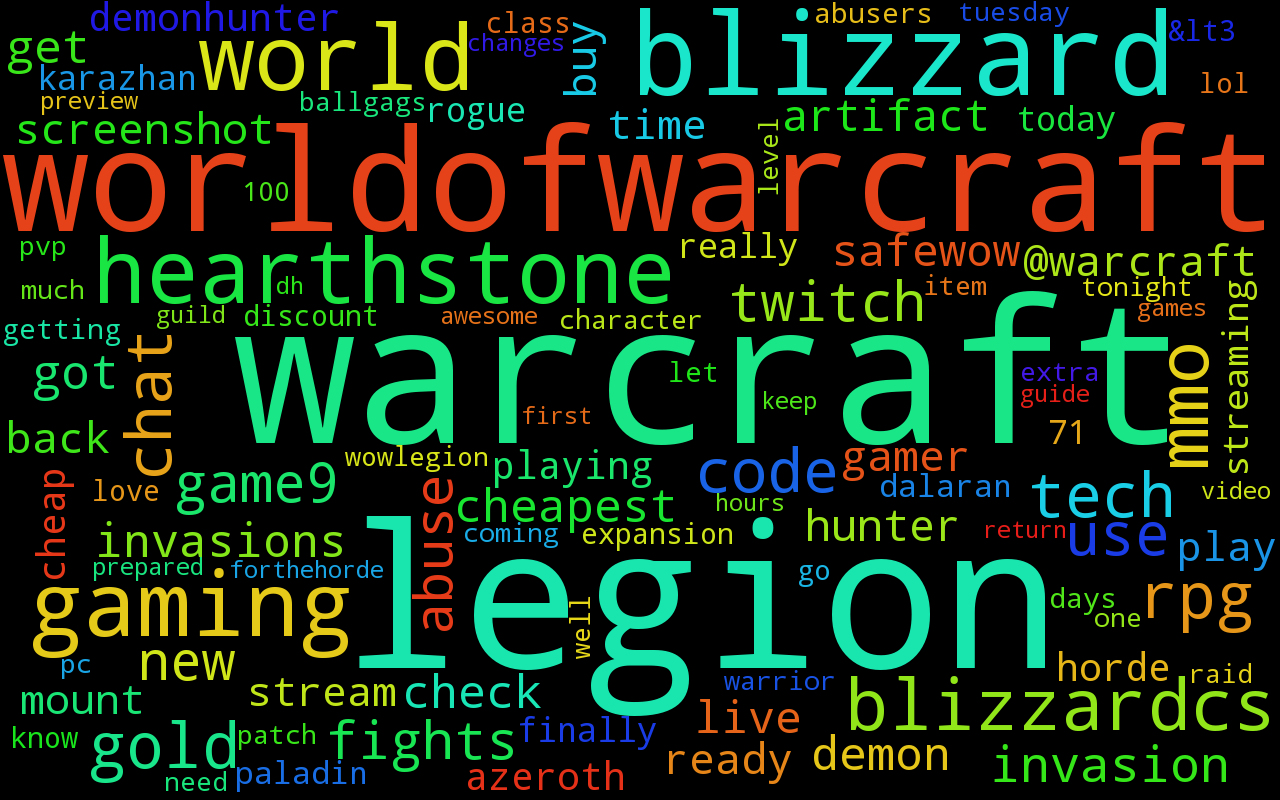 demonhunter
class
abusers
tuesday
get
world
changes
buy
blizzard
&lt3
karazhan
lol
preview
ballgags
rogue
screenshot
time
artifact
today
worldofwarcraft
level
100
pvp
hearthstone
really
safewow
@warcraft
much
dh
twitch
item
tonight
getting
guild
discount
awesome
character
games
streaming
chat
warcraft
got
let
extra
mmo
keep
guide
first
71
back
wowlegion
playing
code
gamer
cheap
love
game9
abuse
cheapest
hours
dalaran
tech
video
invasions
coming
expansion
hunter
return
use
play
prepared
forthehorde
legion
go
gaming
well
days
one
rpg
pc
new
horde
raid
mount
stream
check
warrior
blizzardcs
know
gold
patch
fights
finally
live
ready
demon
invasion
need
paladin
azeroth